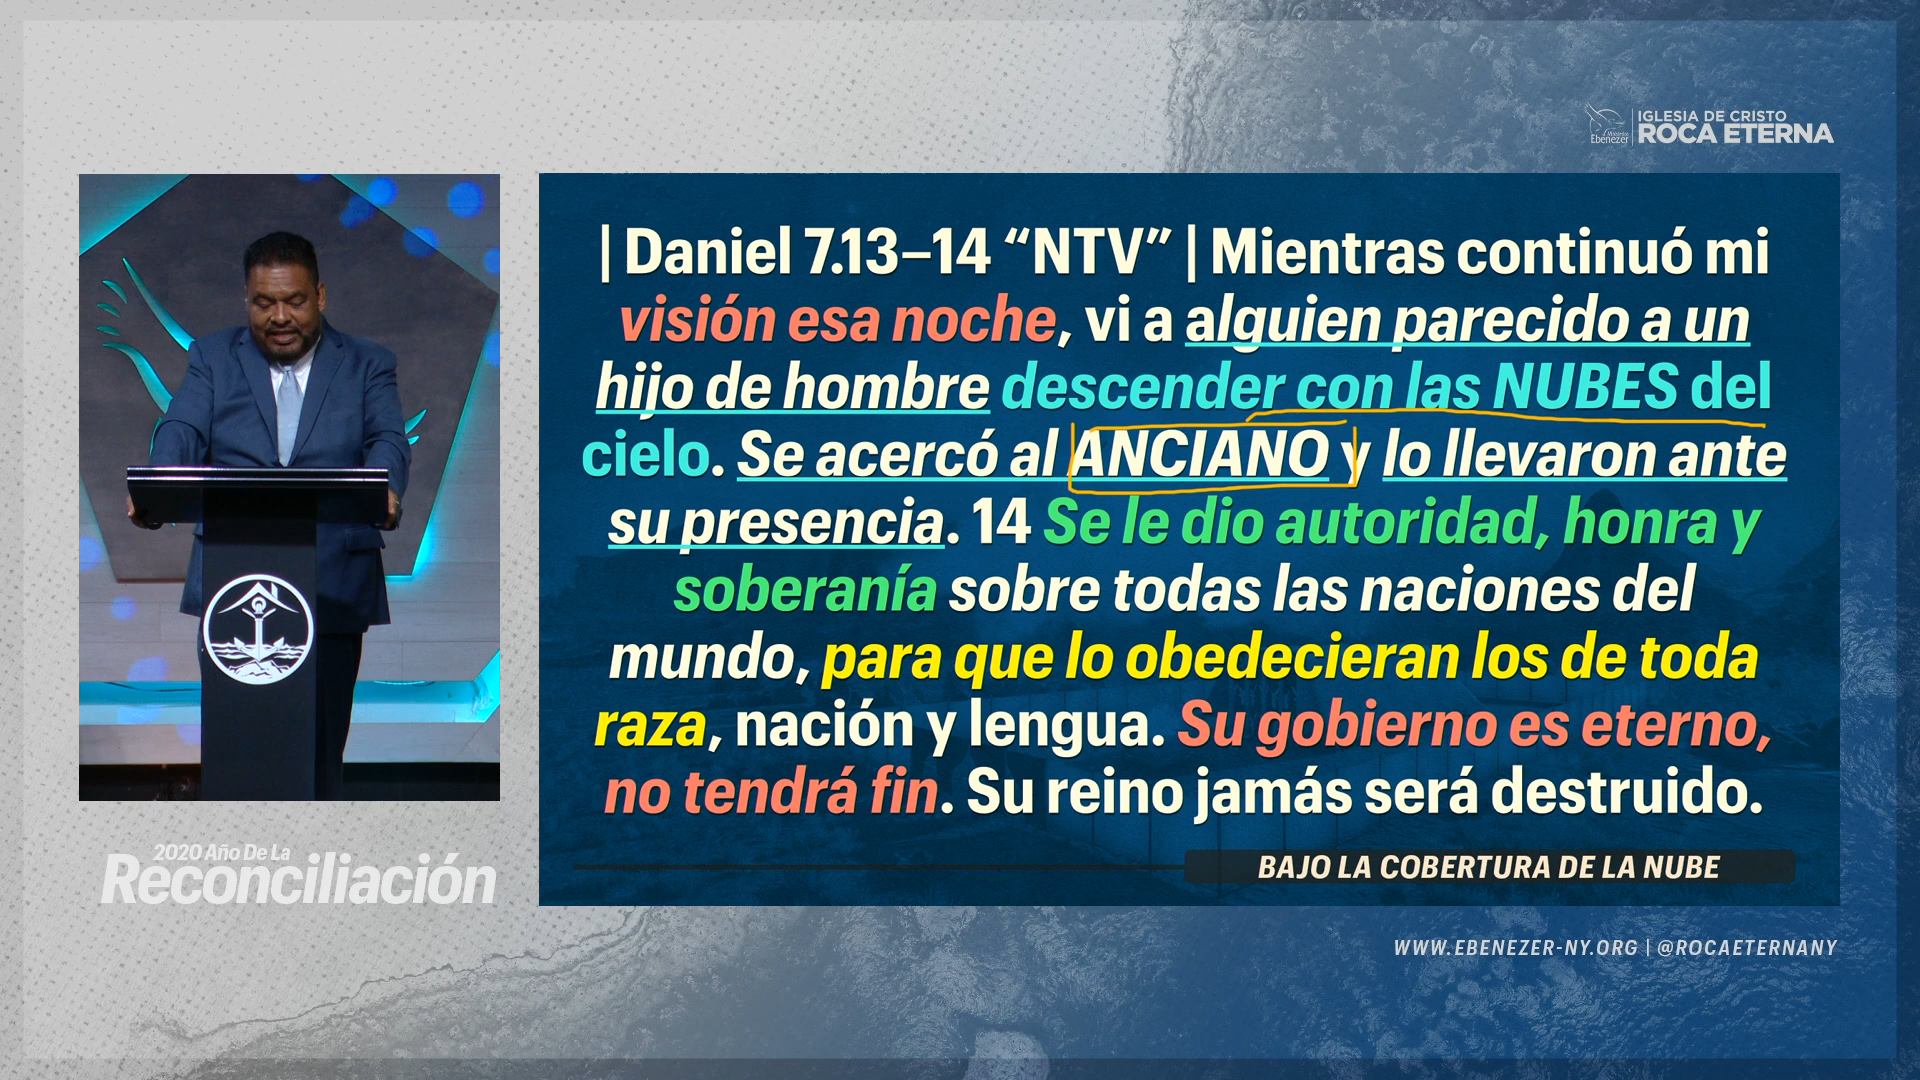 IGLESIA DE CRISTO
ROCA ETERNA
Ministerios
Ebenezer
| Daniel 7.13–14 “NTV” | Mientras continuó mi
visión esa noche, vi a alguien parecido a un
hijo de hombre descender con las NUBES del
cielo. Se acercó al ANCIANO y lo llevaron ante
su presencia. 14 Se le dio autoridad, honra y
soberanía sobre todas las naciones del
mundo, para que lo obedecieran los de toda
raza, nación y lengua. Su gobierno es eterno,
no tendrá fin. Su reino jamás será destruido.
BAJO LA COBERTURA DE LA NUBE
2020 Año De La
Reconciliación
WWW.EBENEZER-NY.ORG | @ROCAETERNANY